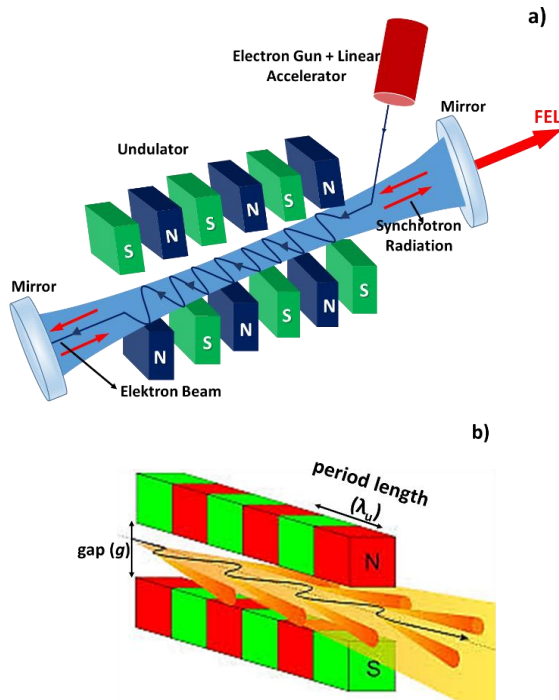 a)
Electron Gun + Linear
Accelerator
Mirror
FEL
Undulator
N
S
N
S
N
S
Synchrotron
Radiation
Mirror
S
N
S
N
S
N
Elektron Beam
b)
period length
(λu)
gap (g)
N
S